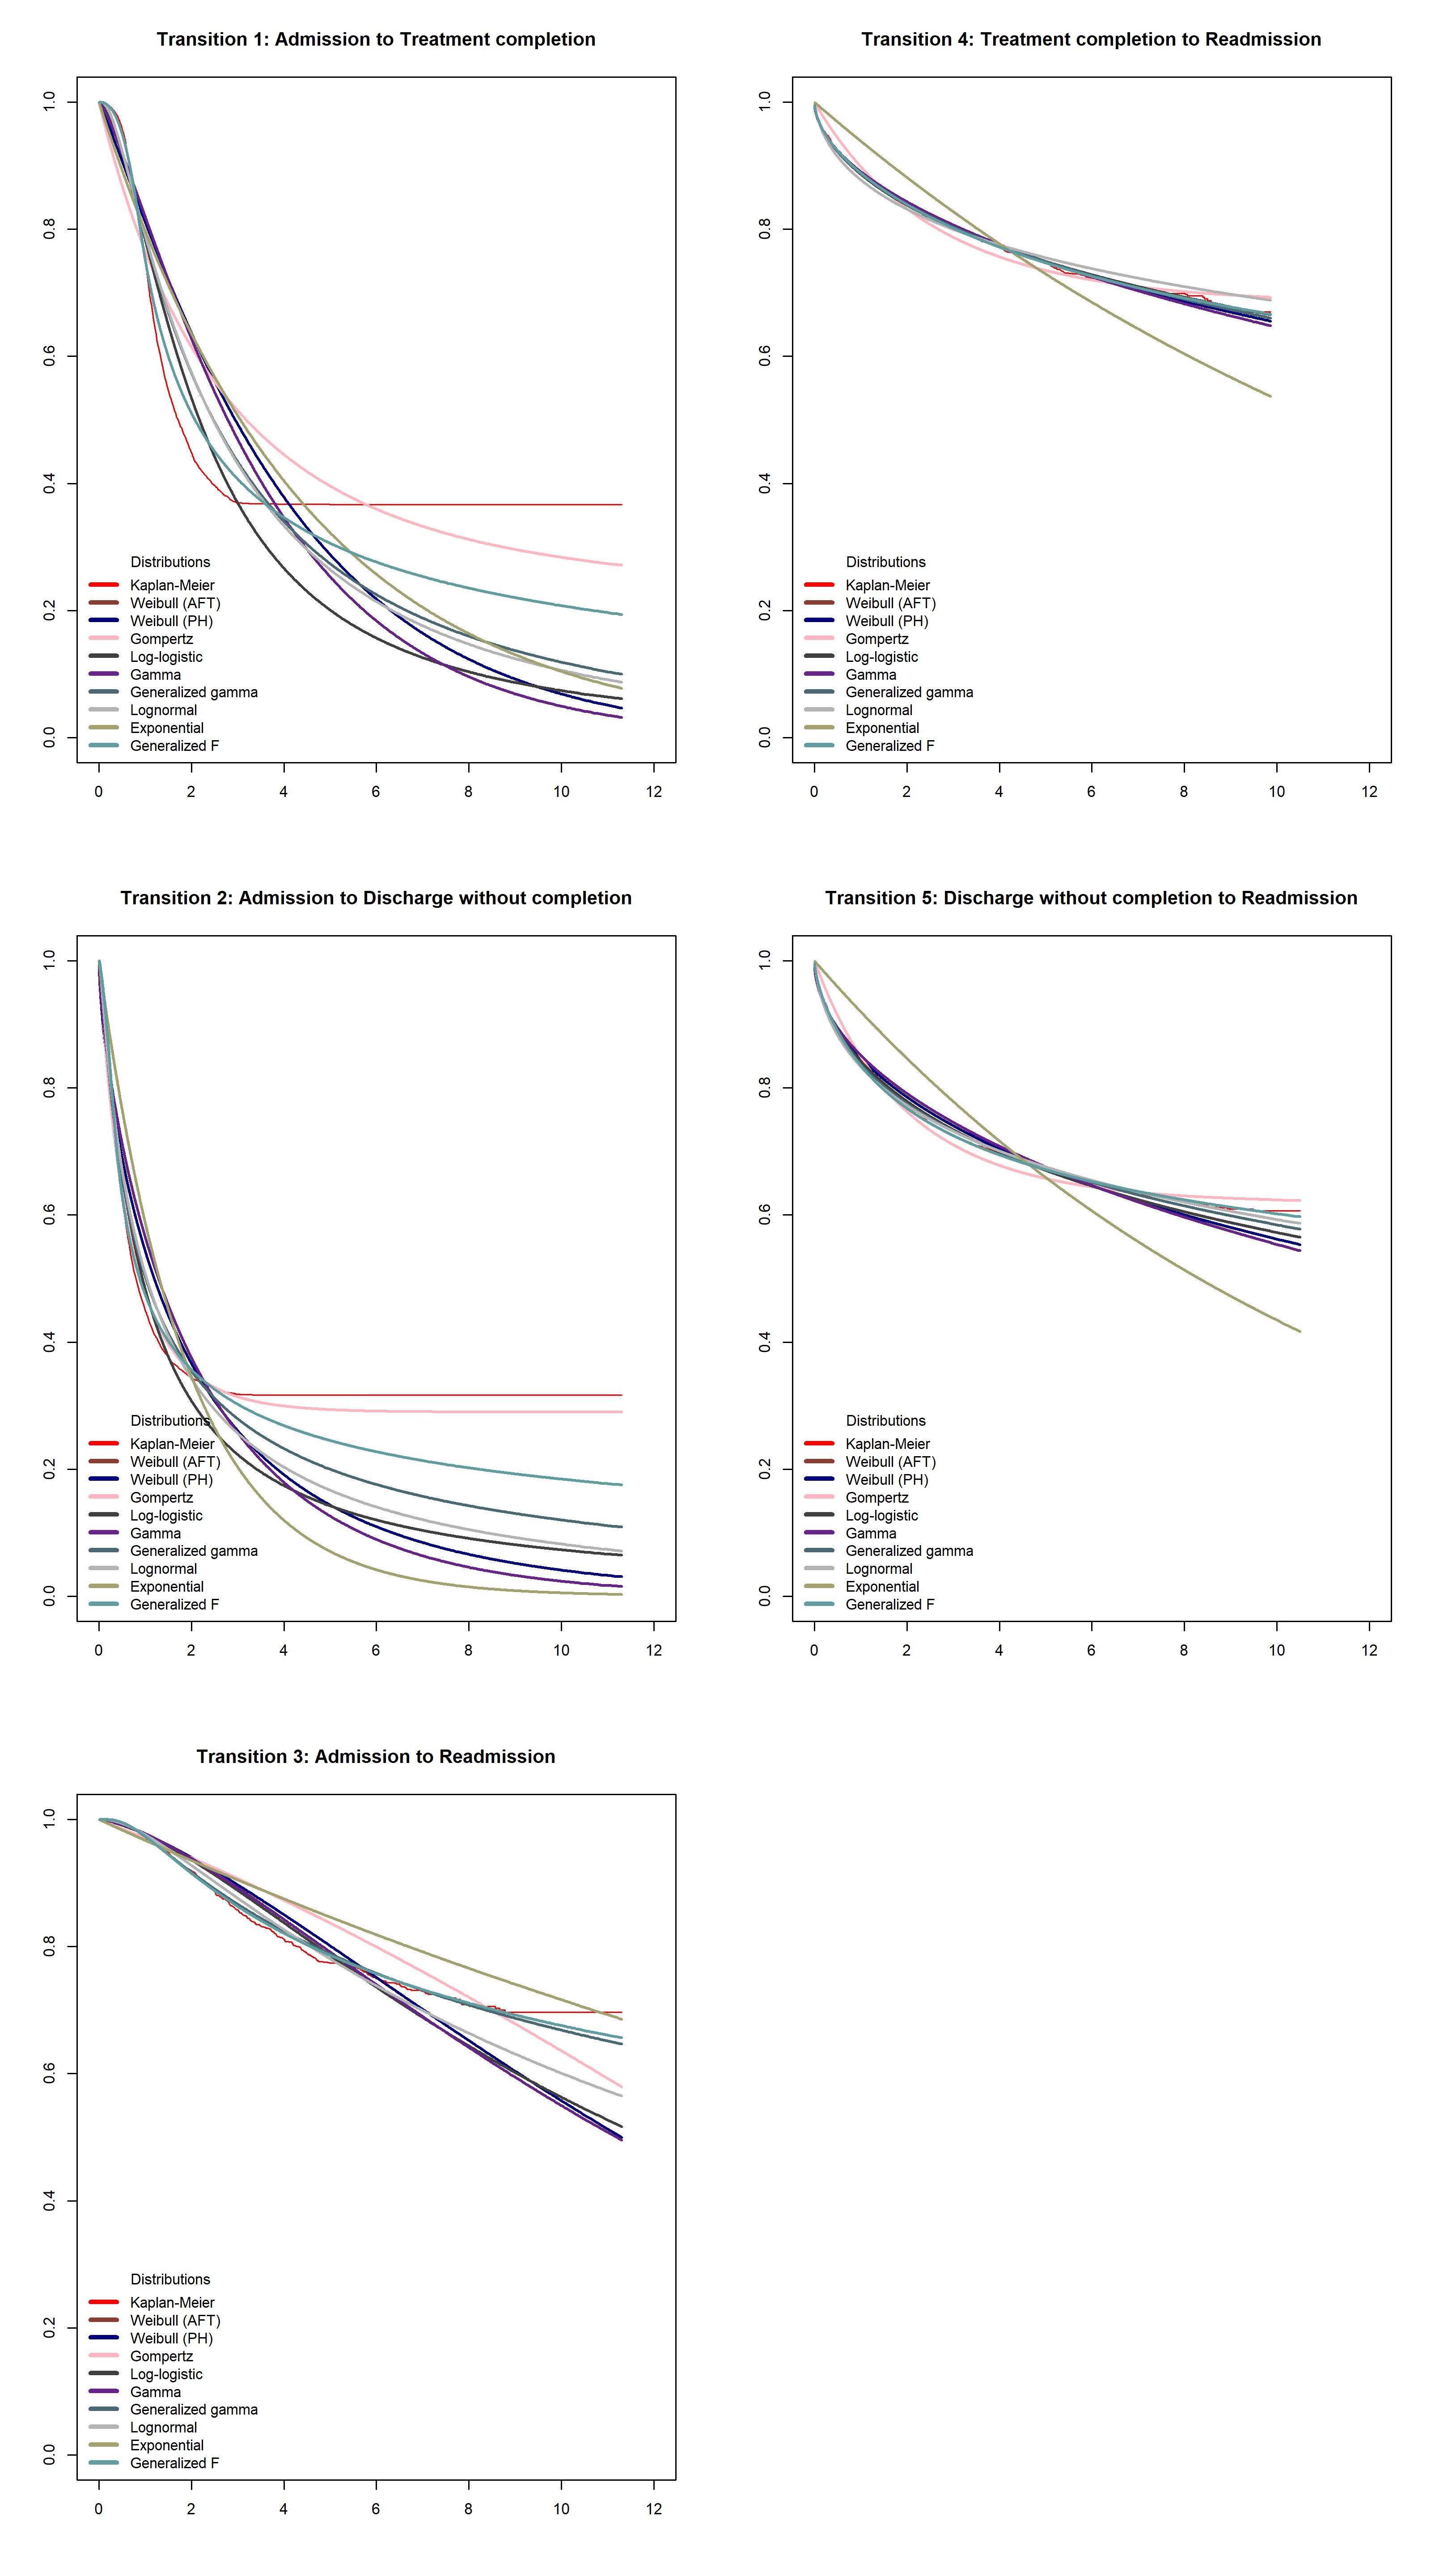 Transition 1: Admission to Treatment completion
1.0
0.8
0.6
0.4
0.2
0.0
Distributions
Kaplan-Meier
Weibull (AFT)
Weibull (PH)
Gompertz
Log-logistic
Gamma
Generalized gamma
Lognormal
Exponential
Generalized F
0 2 4 6 8 10 12
Transition 4: Treatment completion to Readmission
1.0
0.8
0.6
0.4
0.2
0.0
Distributions
Kaplan-Meier
Weibull (AFT)
Weibull (PH)
Gompertz
Log-logistic
Gamma
Generalized gamma
Lognormal
Exponential
Generalized F
0 2 4 6 8 10 12
Transition 2: Admission to Discharge without completion
1.0
0.8
0.6
0.4
0.2
0.0
Distributions
Kaplan-Meier
Weibull (AFT)
Weibull (PH)
Gompertz
Log-logistic
Gamma
Generalized gamma
Lognormal
Exponential
Generalized F
0 2 4 6 8 10 12
Transition 5: Discharge without completion to Readmission
1.0
0.8
0.6
0.4
0.2
0.0
Distributions
Kaplan-Meier
Weibull (AFT)
Weibull (PH)
Gompertz
Log-logistic
Gamma
Generalized gamma
Lognormal
Exponential
Generalized F
0 2 4 6 8 10 12
Transition 3: Admission to Readmission
1.0
0.8
0.6
0.4
0.2
0.0
Distributions
Kaplan-Meier
Weibull (AFT)
Weibull (PH)
Gompertz
Log-logistic
Gamma
Generalized gamma
Lognormal
Exponential
Generalized F
0 2 4 6 8 10 12